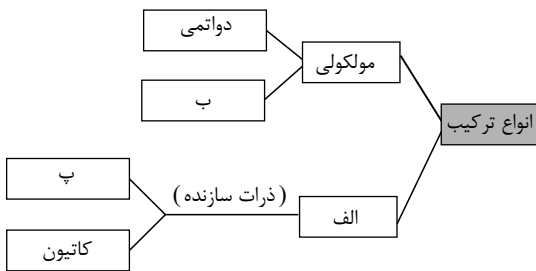 انواع ترکیب
مولکولی
دواتمی
ب
الف
(ذرات سازنده)
پ
کاتیون